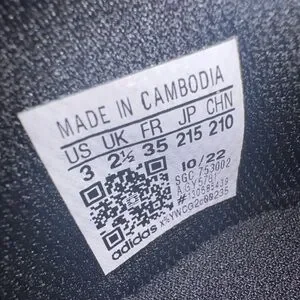 MADE IN CAMBODIA
US UK FR JP CHN
3 2½ 35 215 210
10/22
SGC 753002
adidas